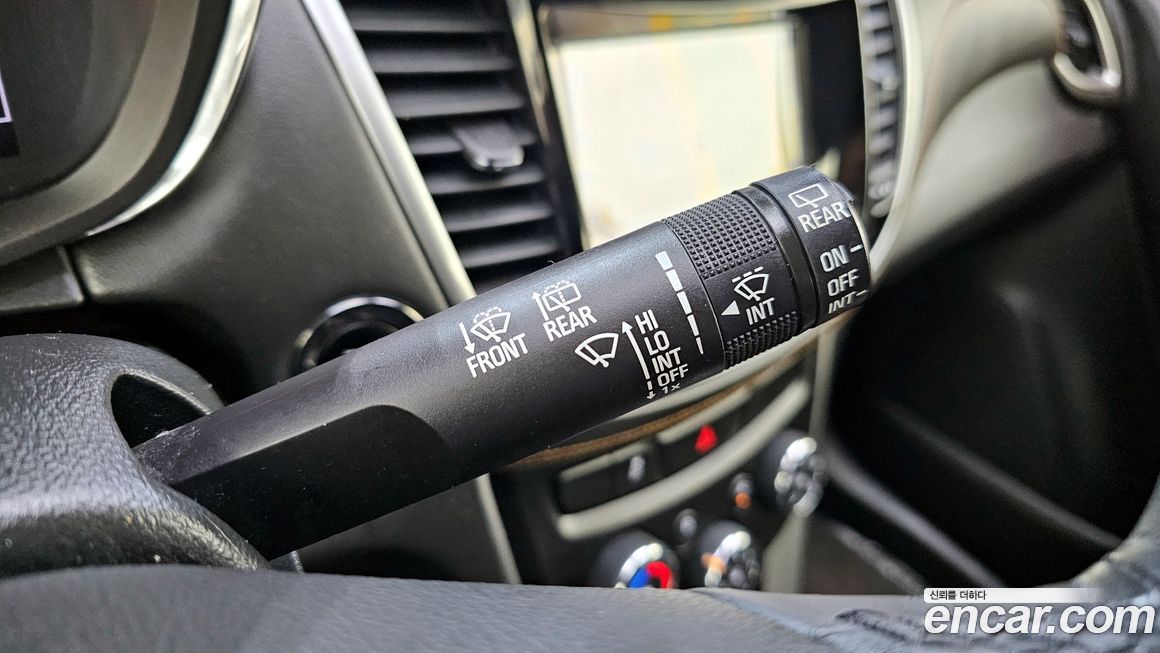 FRONT
REAR
HI
LO
INT
OFF
1x
INT
REAR
ON
OFF
INT
신뢰를 더하다
encar.com